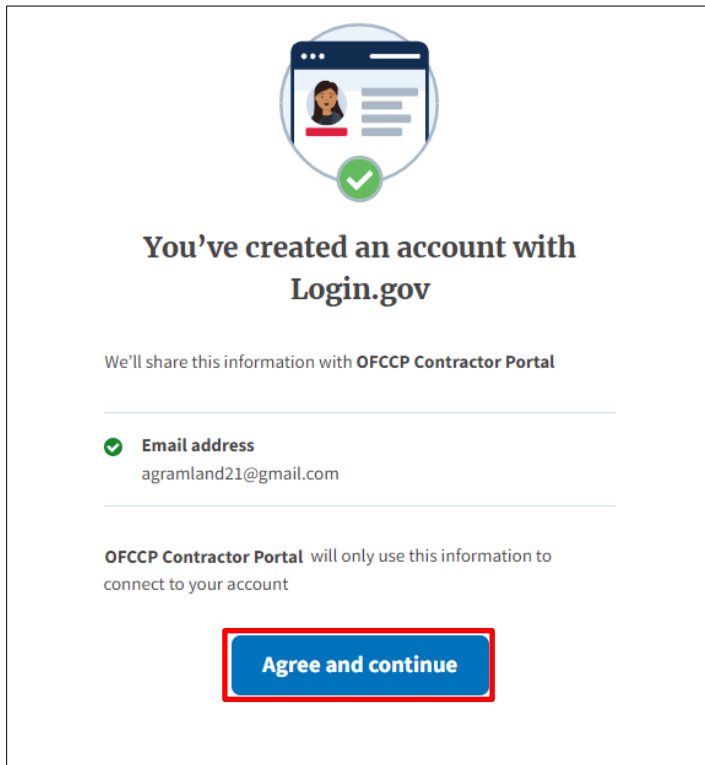 You’ve created an account with
Login.gov
We’ll share this information with OFCCP Contractor Portal
Email address
agramland21@gmail.com
OFCCP Contractor Portal will only use this information to
connect to your account
Agree and continue